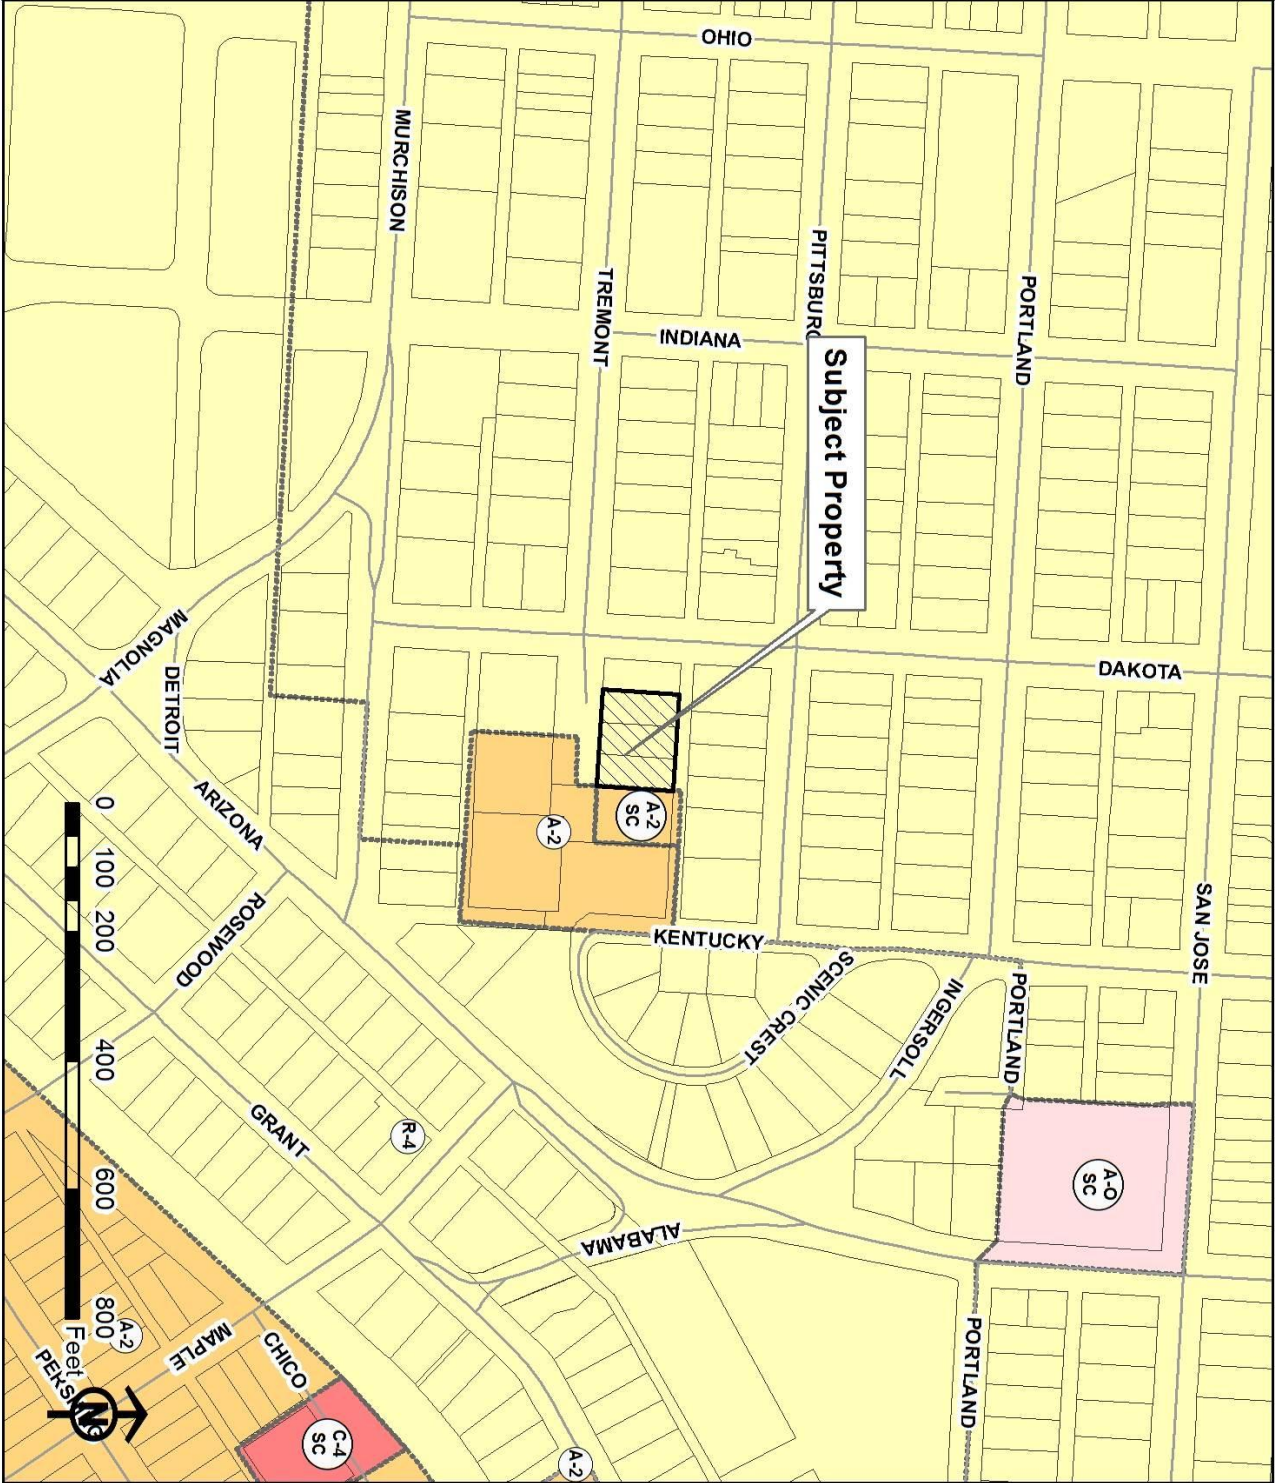 OHIO
MURCHISON
TREMONT
PITTSBURG
PORTLAND
INDIANA
Subject Property
DAKOTA
MAGNOLIA
DETROIT
ARIZONA
ROSEWOOD
A-2
SC
A-2
SAN JOSE
KENTUCKY
SCENIC CREST
INGERSOLL
PORTLAND
GRANT
R-4
ALABAMA
A-O
SC
PORTLAND
MAPLE
CHICO
A-2
C-4
SC
A-2
0 100 200 400 600 800
Feet
N